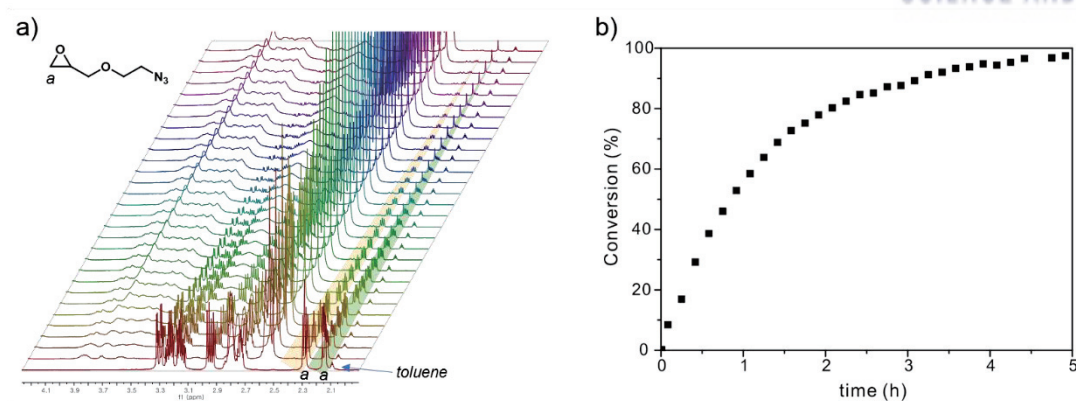 a)
O
a
O
N3
4.1 3.9 3.7 3.5 3.3 3.1 2.9 2.7 2.5 2.3 2.1
f1 (ppm)
a a
toluene
b)
100
80
60
40
20
0
Conversion (%)
0 1 2 3 4 5
time (h)